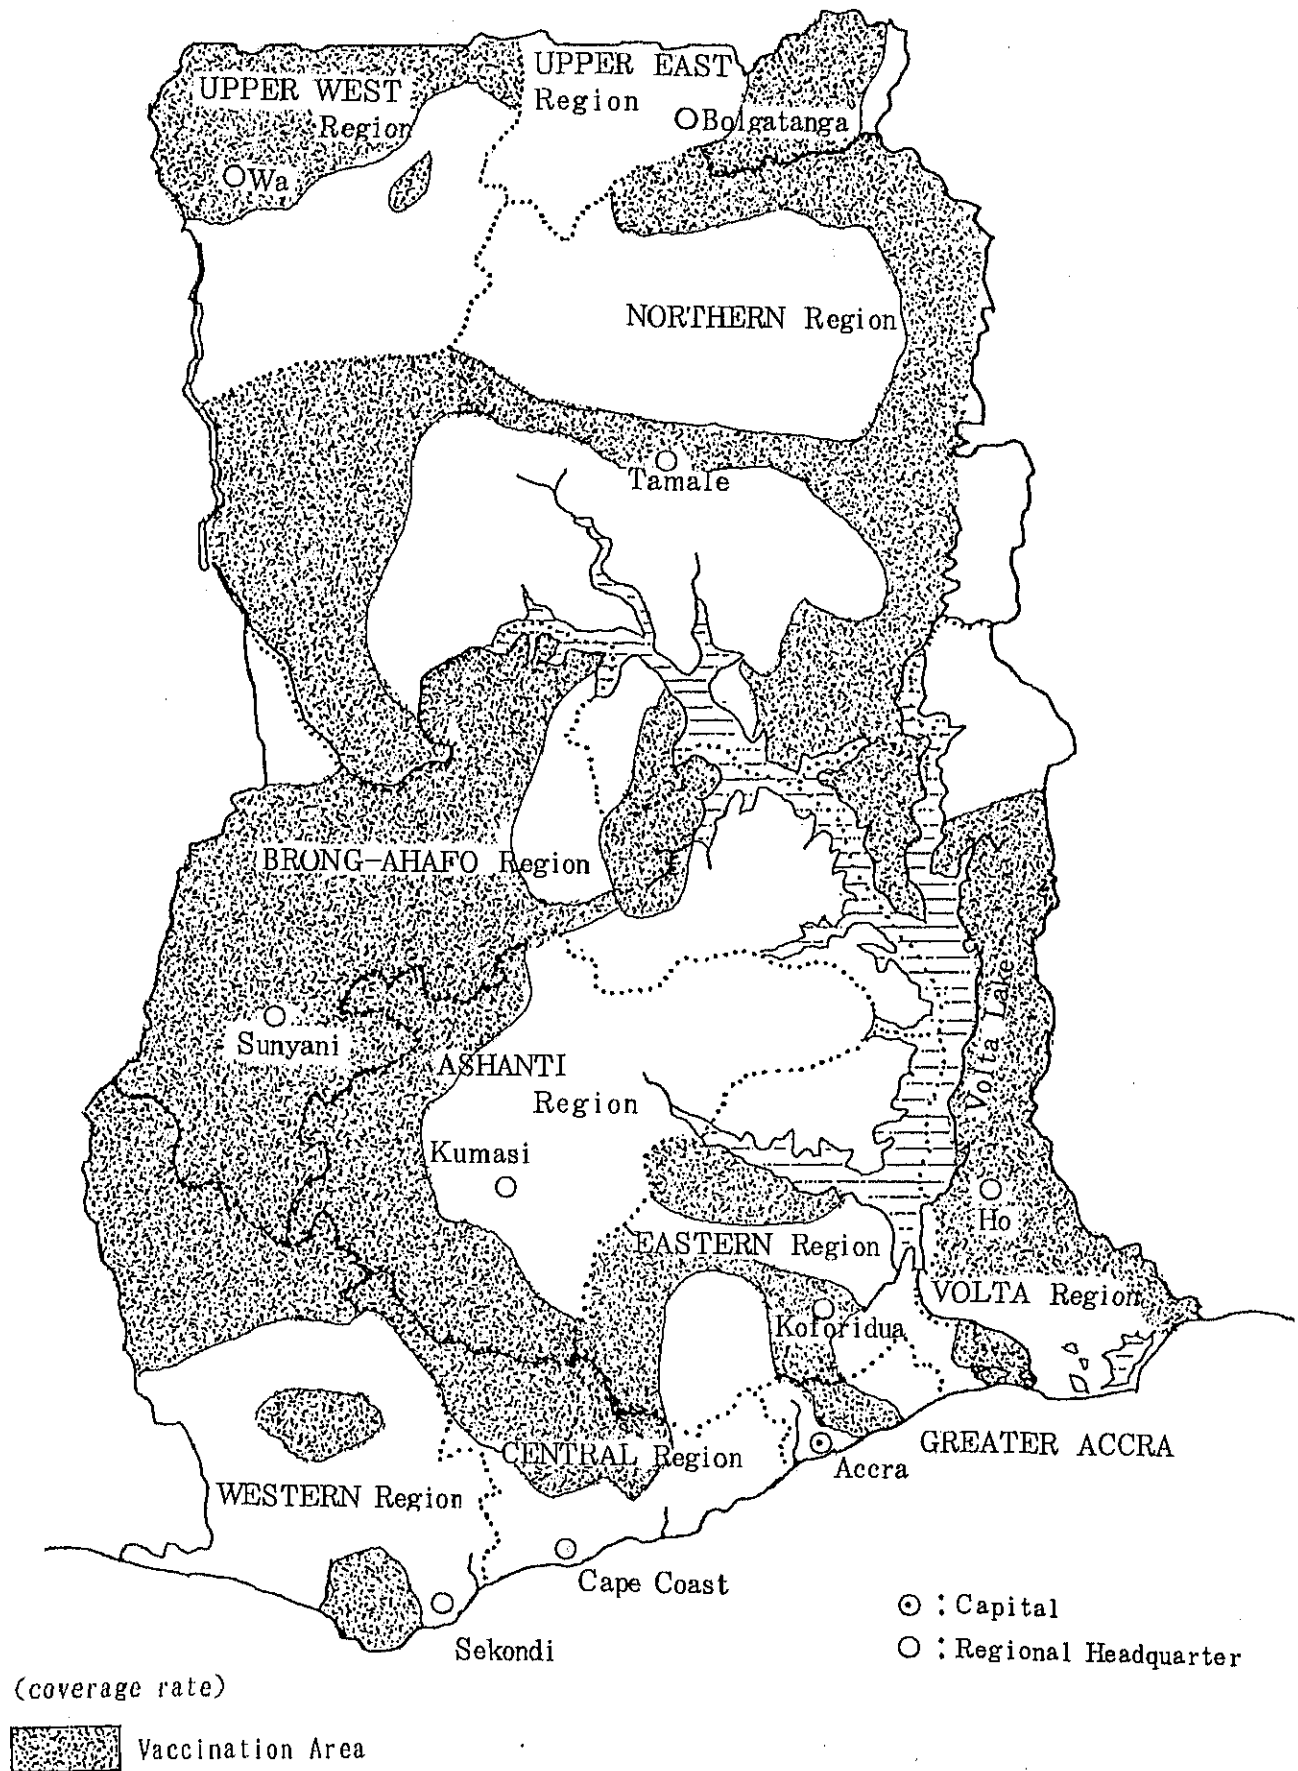 UPPER WEST
Region
UPPER EAST
Region
Bolgatanga
Wa
NORTHERN Region
Tamale
BRONG-AHAFO Region
Sunyani
Volta Lake
ASHANTI
Region
Kumasi
Ho
EASTERN Region
VOLTA Region
Koforidua
GREATER ACCRA
CENTRAL Region
Accra
WESTERN Region
Cape Coast
Sekondi
: Capital
: Regional Headquarter
(coverage rate)
Vaccination Area